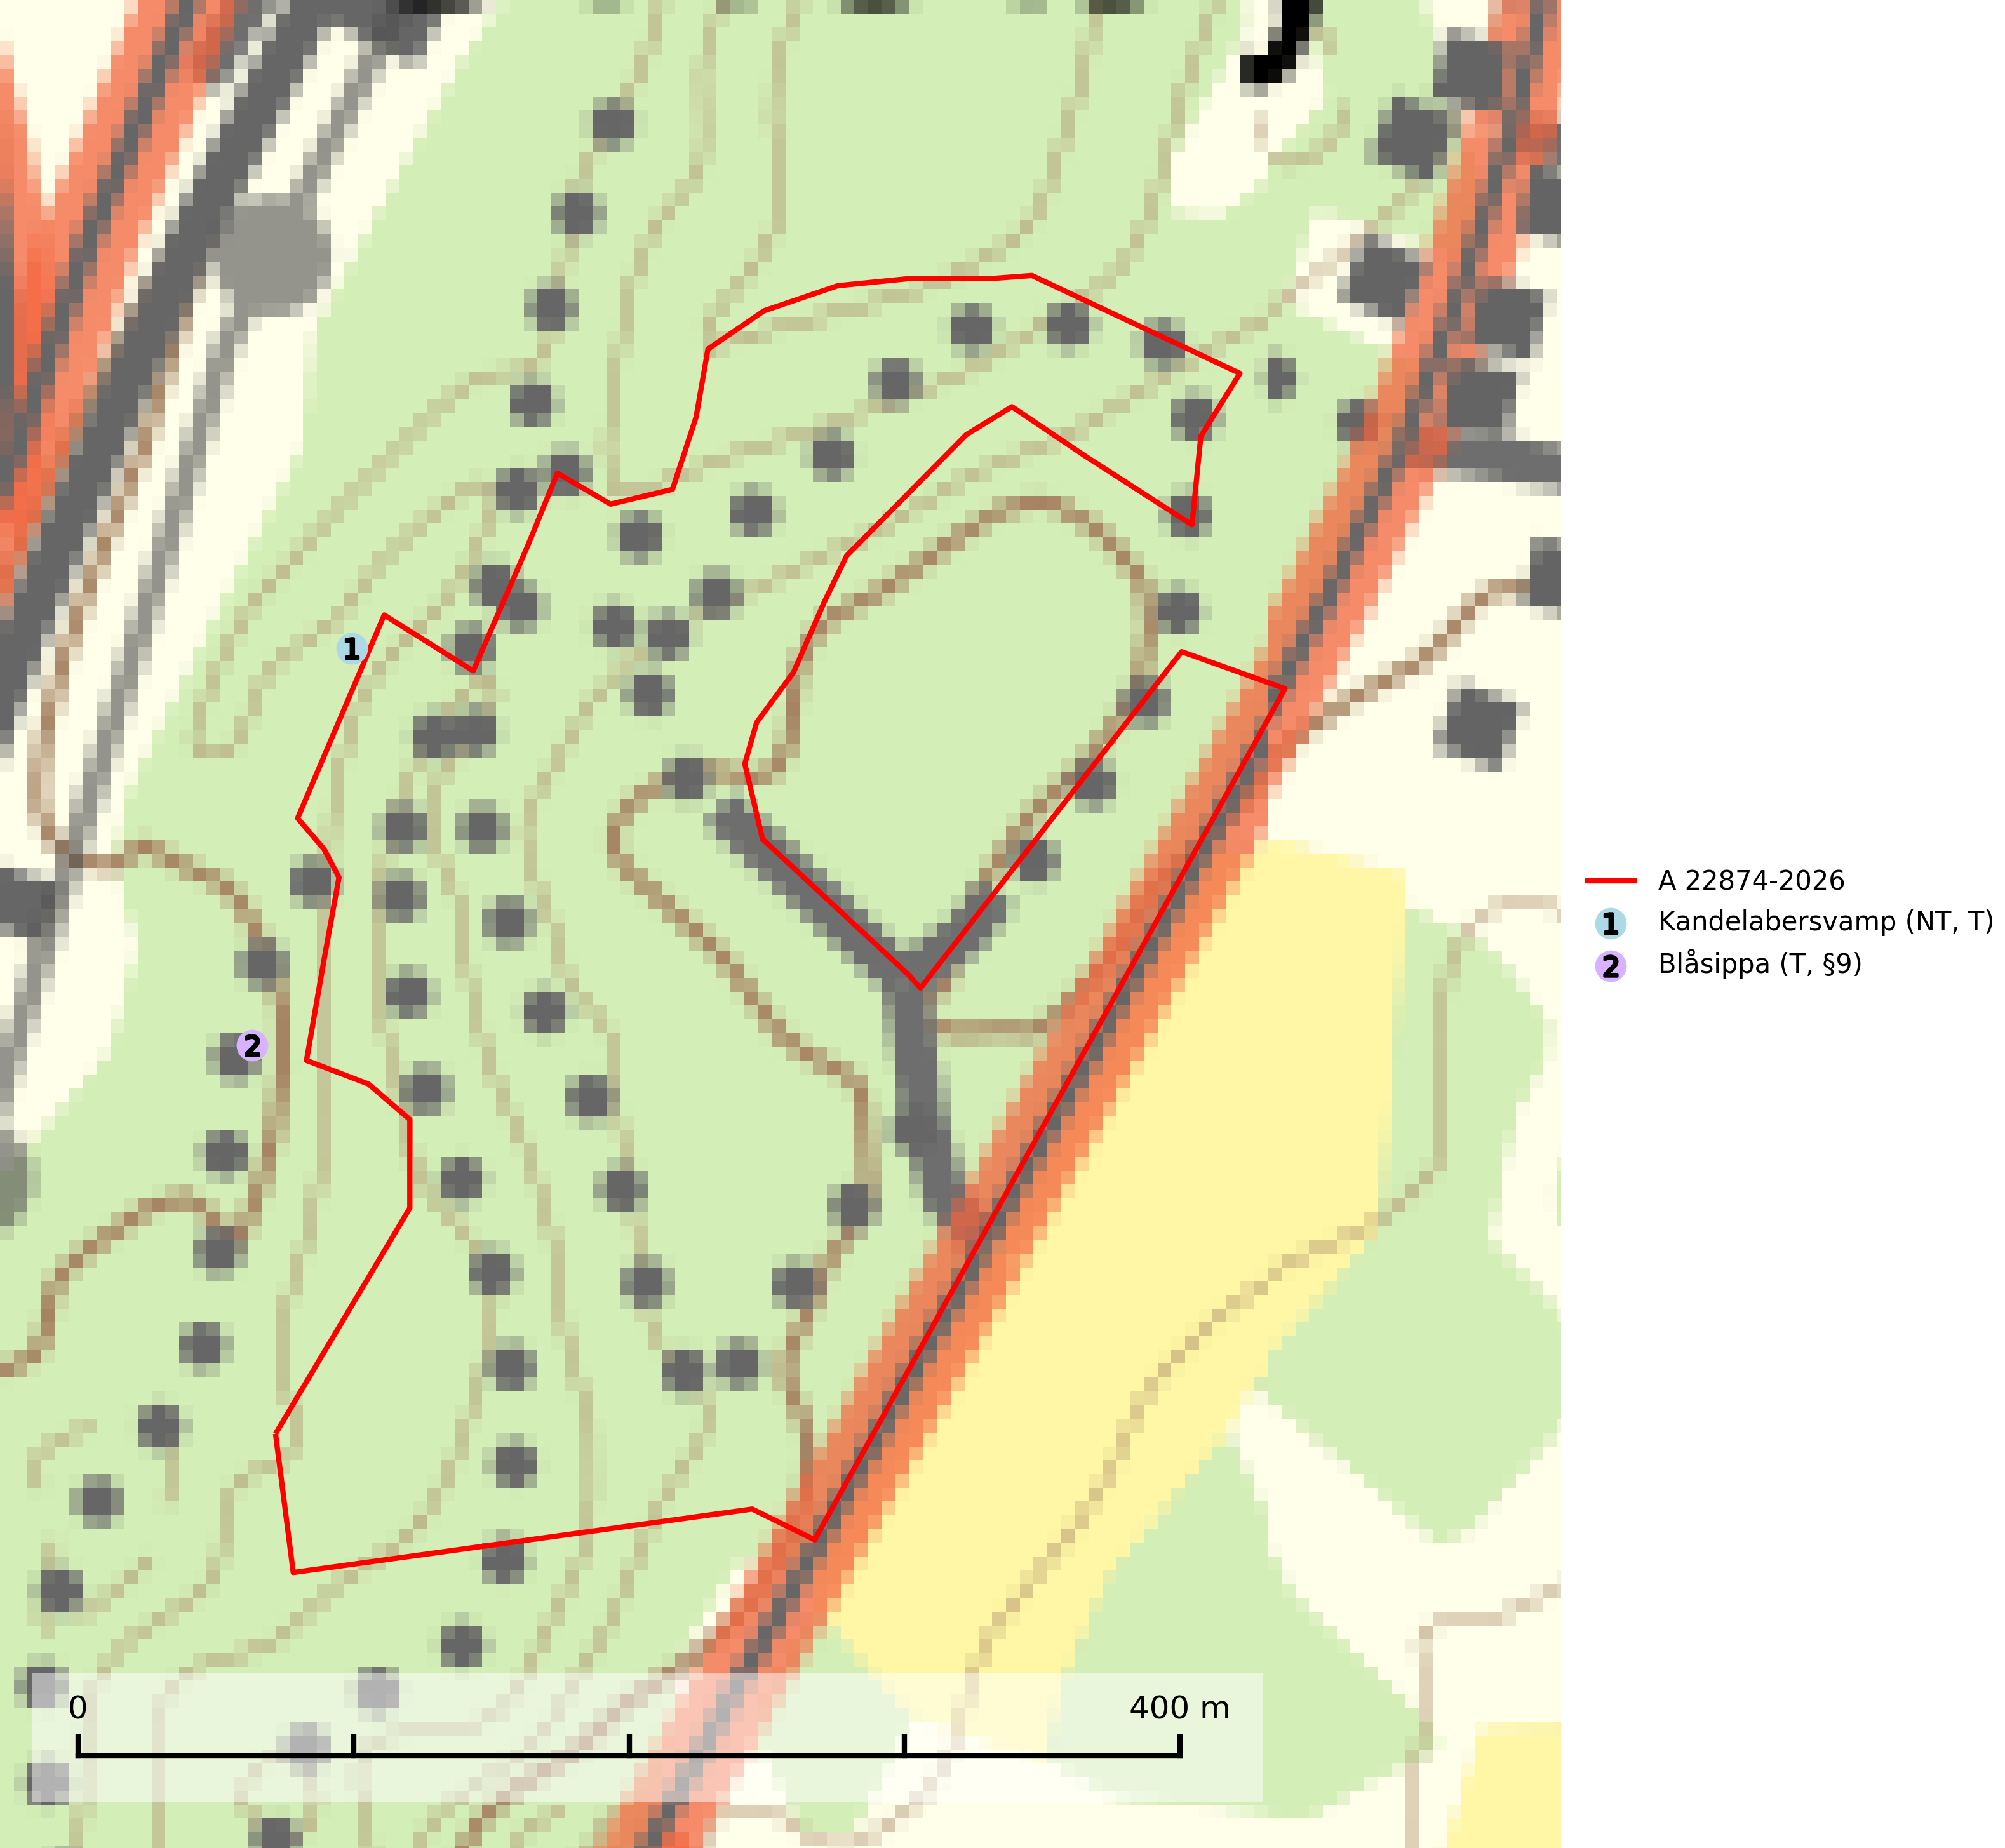 1
2
A 22874-2026
1 Kandelabersvamp (NT, T)
2 Blåsippa (T, §9)
0 400 m